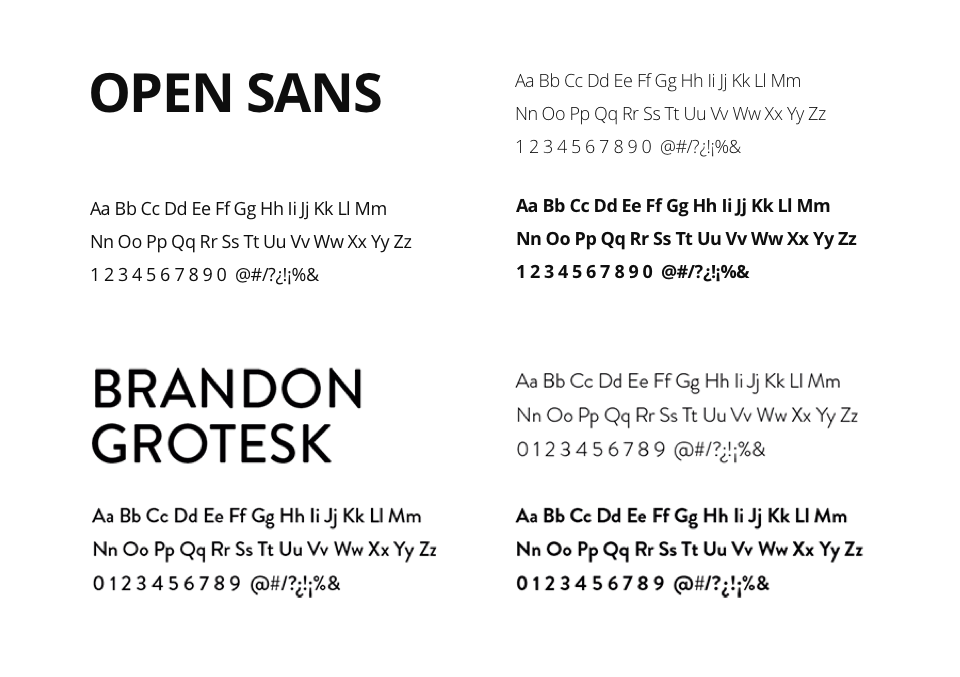 OPEN SANS
Aa Bb Cc Dd Ee Ff Gg Hh Ii Jj Kk Ll Mm
Nn Oo Pp Qq Rr Ss Tt Uu Vv Ww Xx Yy Zz
1 2 3 4 5 6 7 8 9 0 @#/?¿!¡%&
Aa Bb Cc Dd Ee Ff Gg Hh Ii Jj Kk Ll Mm
Nn Oo Pp Qq Rr Ss Tt Uu Vv Ww Xx Yy Zz
1 2 3 4 5 6 7 8 9 0 @#/?¿!¡%&
Aa Bb Cc Dd Ee Ff Gg Hh Ii Jj Kk Ll Mm
Nn Oo Pp Qq Rr Ss Tt Uu Vv Ww Xx Yy Zz
1 2 3 4 5 6 7 8 9 0 @#/?¿!¡%&
BRANDON
GROTESK
Aa Bb Cc Dd Ee Ff Gg Hh Ii Jj Kk Ll Mm
Nn Oo Pp Qq Rr Ss Tt Uu Vv Ww Xx Yy Zz
0 1 2 3 4 5 6 7 8 9 @#/?¿!¡%&
Aa Bb Cc Dd Ee Ff Gg Hh Ii Jj Kk Ll Mm
Nn Oo Pp Qq Rr Ss Tt Uu Vv Ww Xx Yy Zz
0 1 2 3 4 5 6 7 8 9 @#/?¿!¡%&
Aa Bb Cc Dd Ee Ff Gg Hh Ii Jj Kk Ll Mm
Nn Oo Pp Qq Rr Ss Tt Uu Vv Ww Xx Yy Zz
0 1 2 3 4 5 6 7 8 9 @#/?¿!¡%&